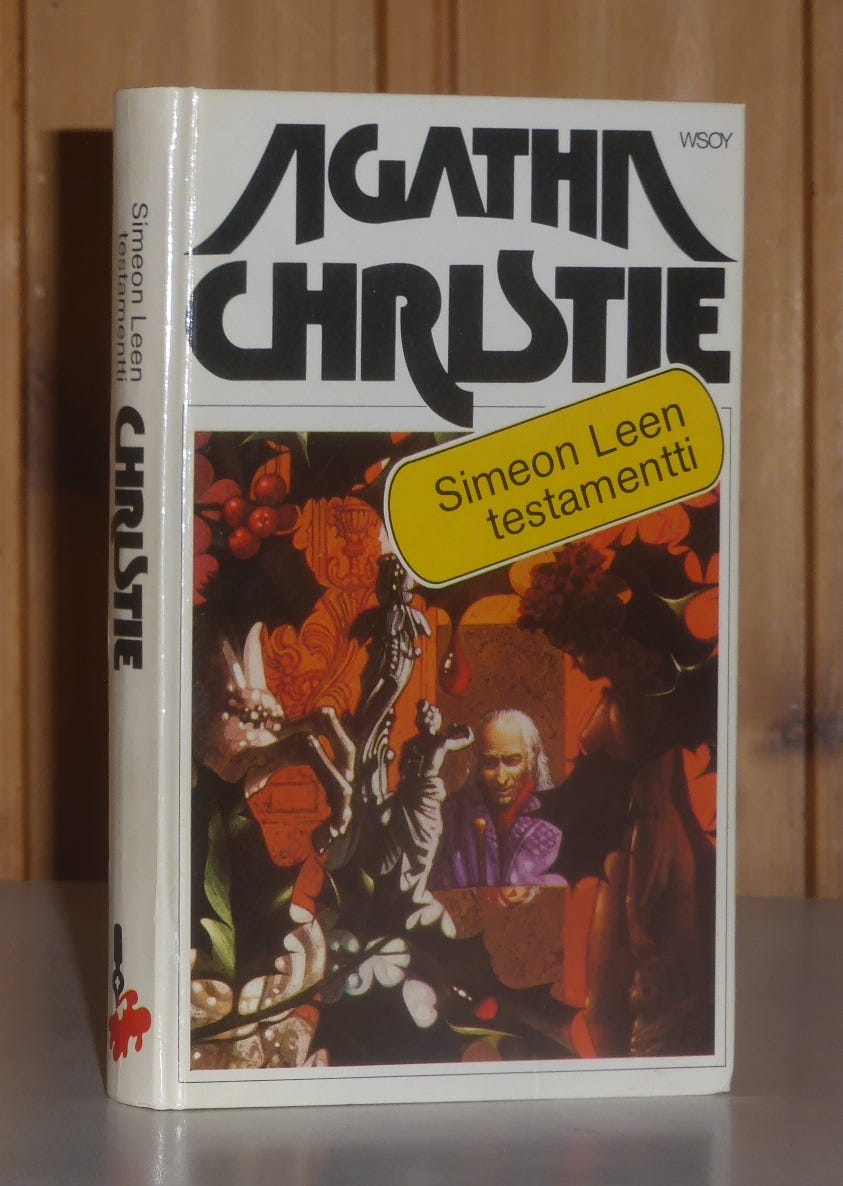 AGATHA
WSOY
CHRISTIE
Simeon Leen
testamentti
Simeon Leen
testamentti
CHRISTIE